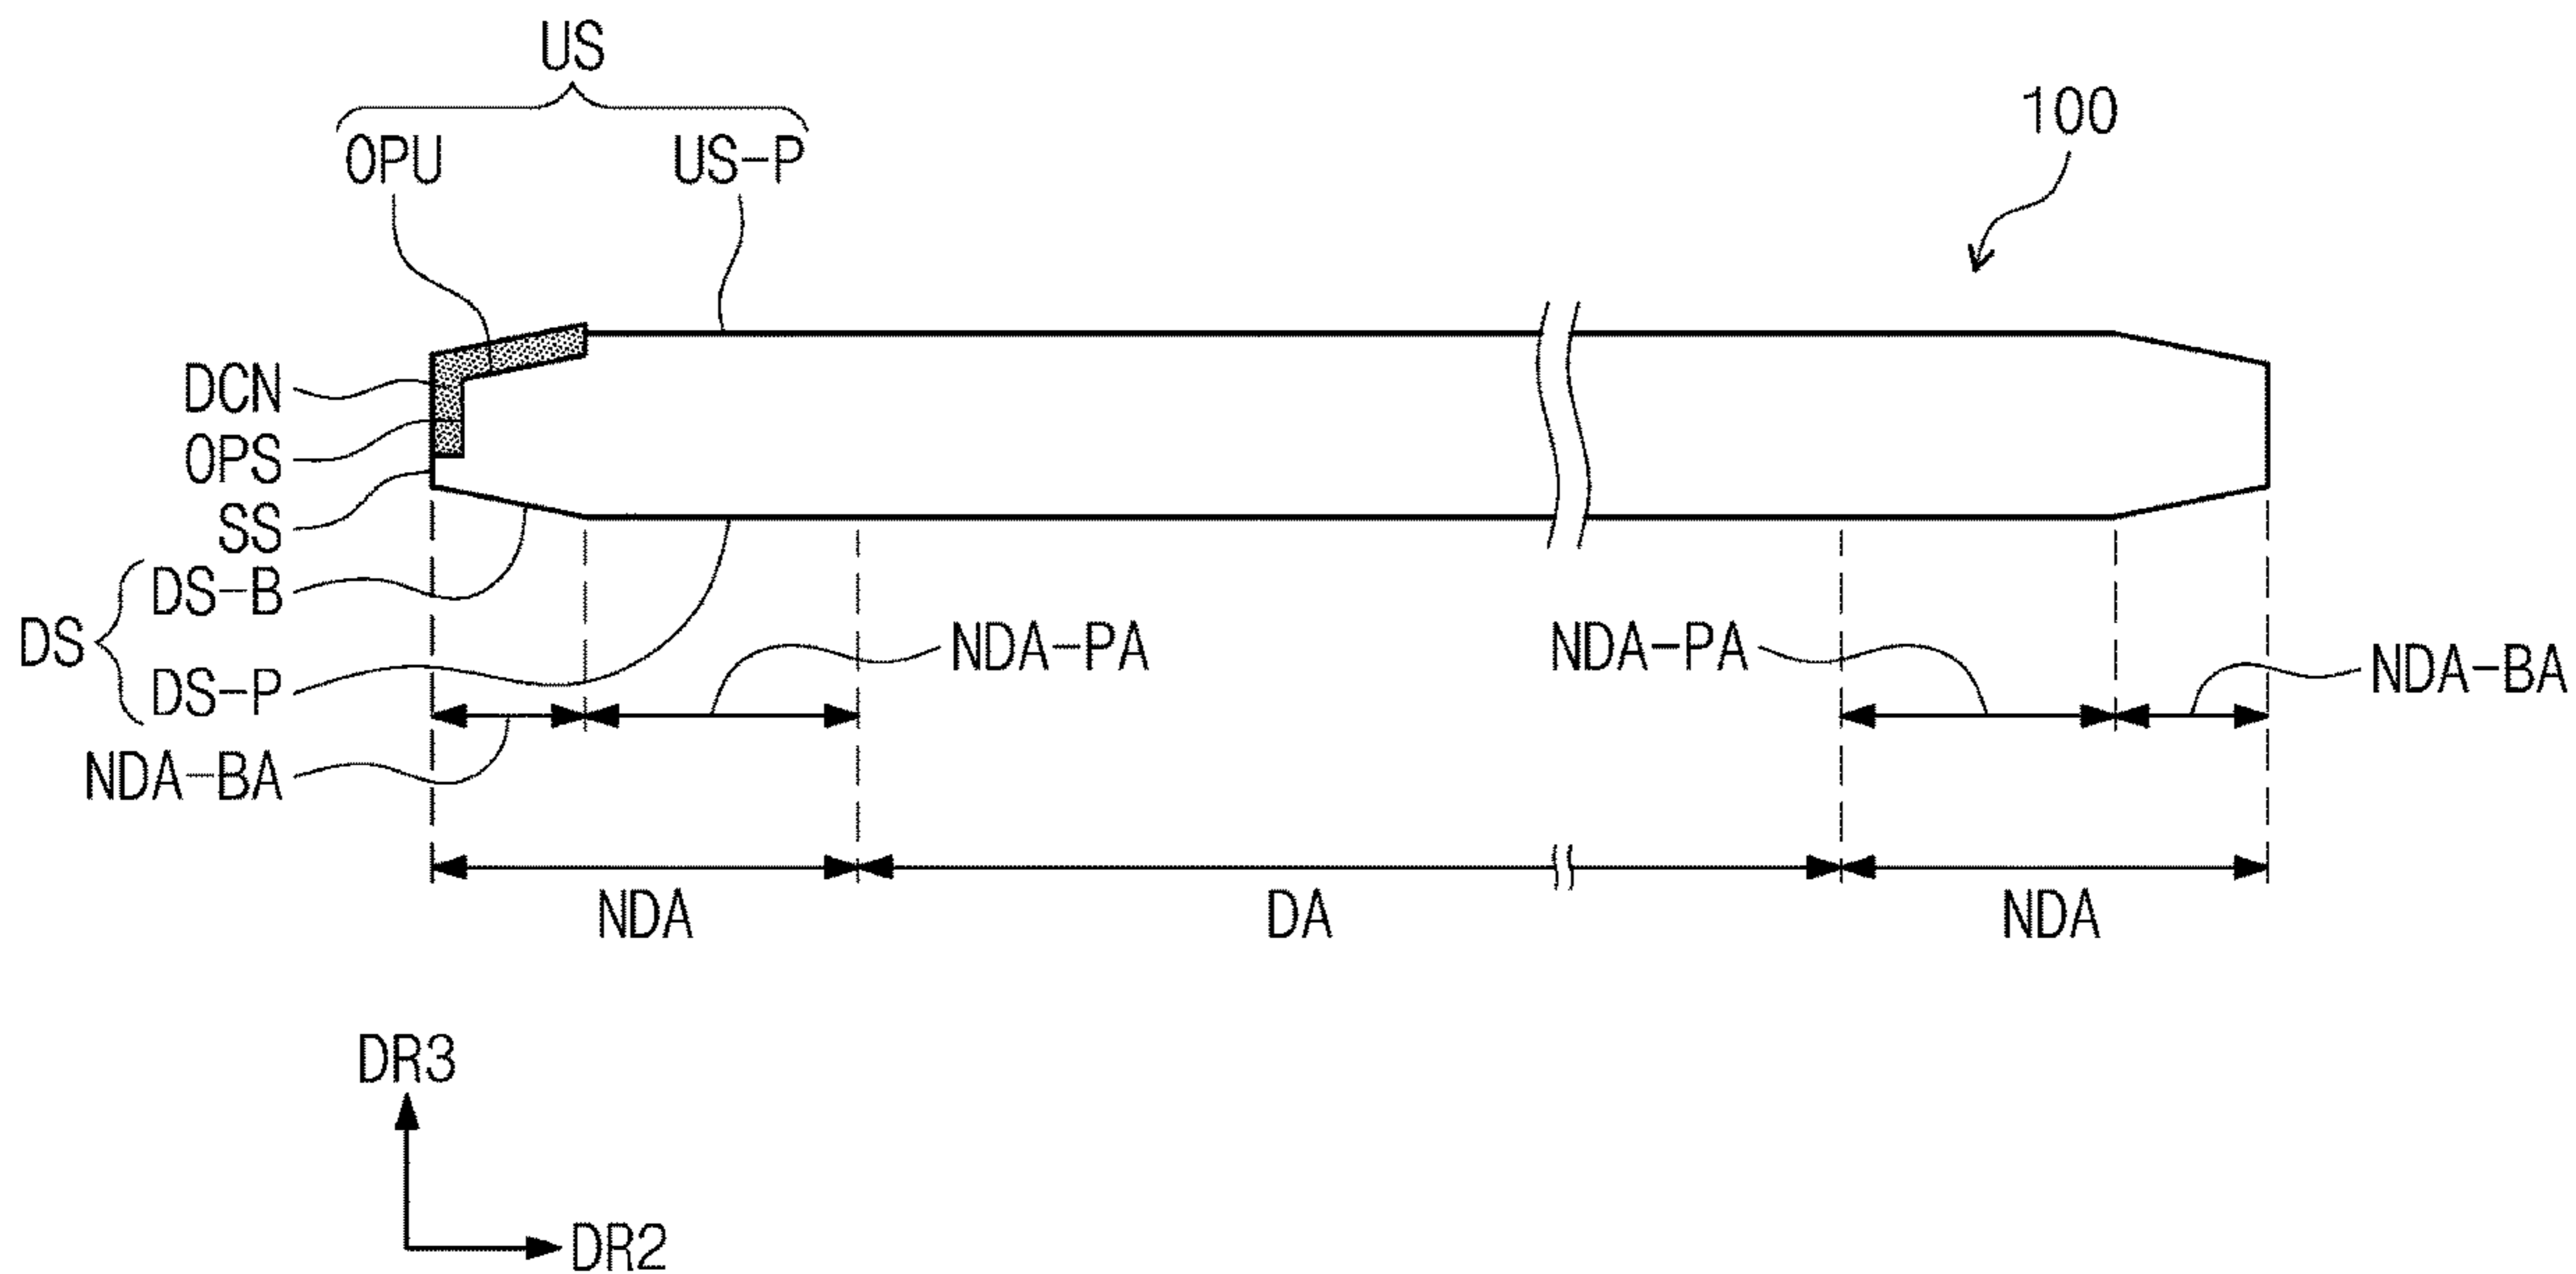 US
100
OPU US-P
DCN
OPS
SS
DS-B
DS
DS-P
NDA-PA NDA-PA NDA-BA
NDA-BA
NDA DA NDA
DR3
DR2